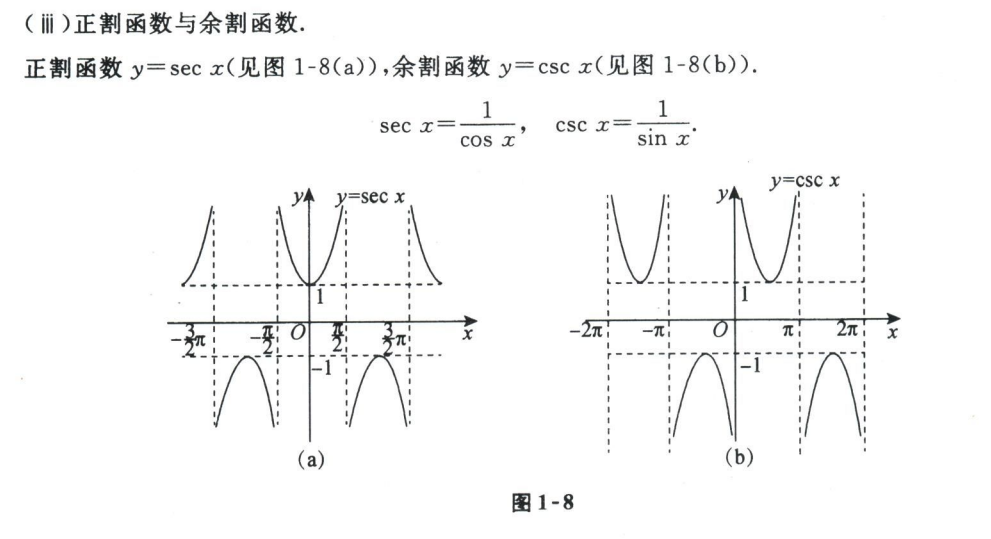 (ⅲ)正割函数与余割函数.
正割函数 y=sec x(见图 1-8(a)),余割函数 y=csc x(见图 1-8(b)).
sec x=1/cos x, csc x=1/sin x.
y y=sec x
1
-3/2π -π/2 O π/2 3/2π x
-1
(a)
y y=csc x
1
-2π -π O π 2π x
-1
(b)
图 1-8